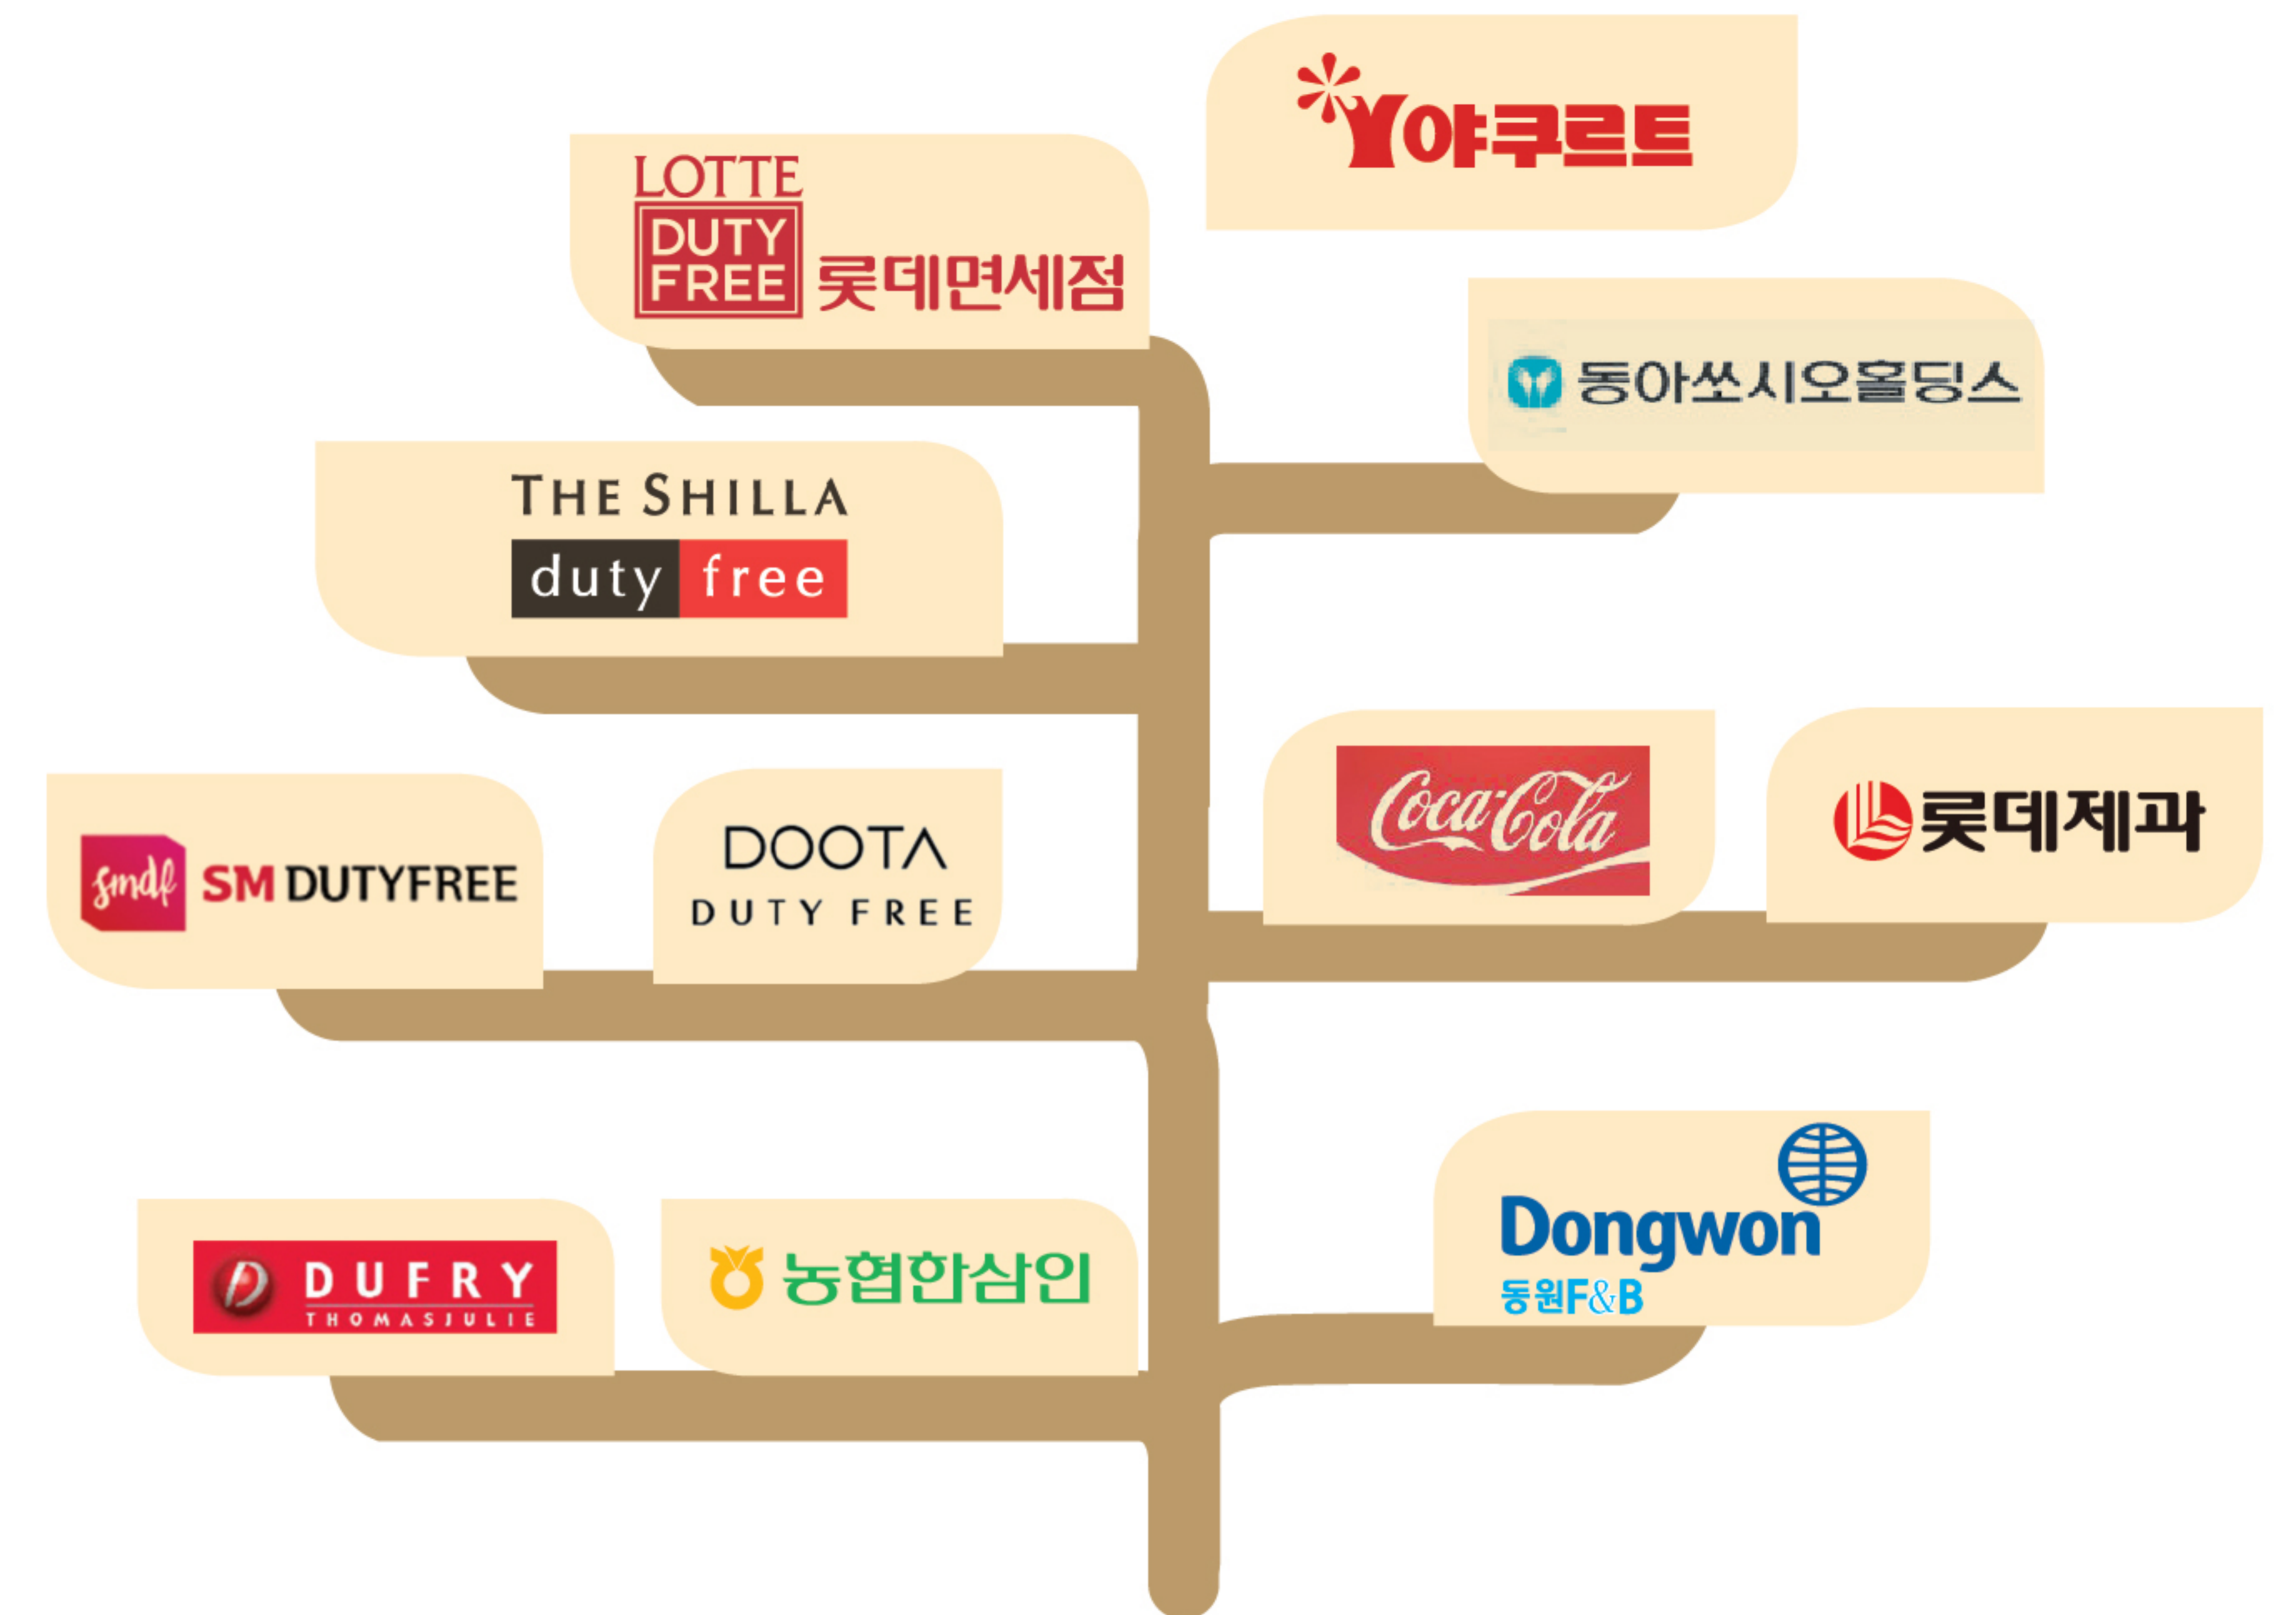 Y야쿠르트
LOTTE
DUTY
FREE 롯데면세점
동아쏘시오홀딩스
THE SHILLA
duty free
Coca-Cola
롯데제과
smdf SM DUTYFREE
DOOTA
DUTY FREE
Dongwon
동원F&B
DUFRY
THOMASJULIE
농협한삼인